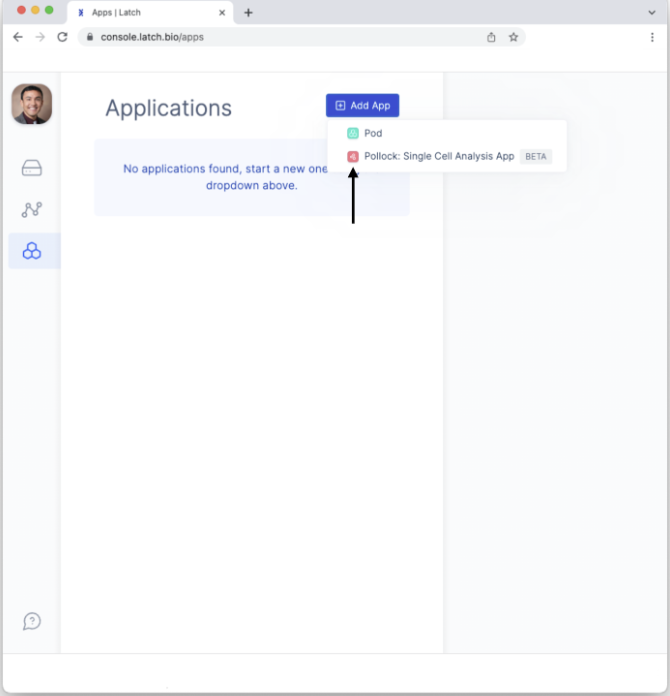 Apps | Latch
console.latch.bio/apps
Applications
Add App
Pod
Pollock: Single Cell Analysis App BETA
No applications found, start a new one
dropdown above.